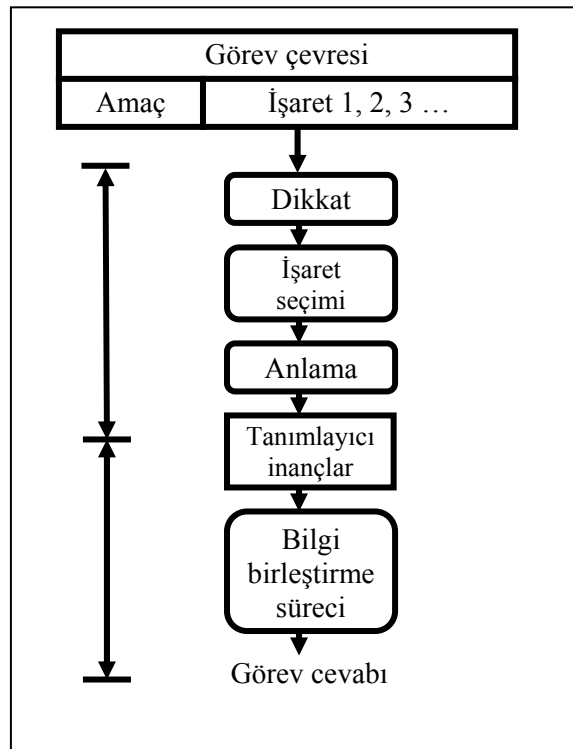 Görev çevresi
Amaç İşaret 1, 2, 3 …
Dikkat
İşaret
seçimi
Anlama
Tanımlayıcı
inançlar
Bilgi
birleştirme
süreci
Görev cevabı